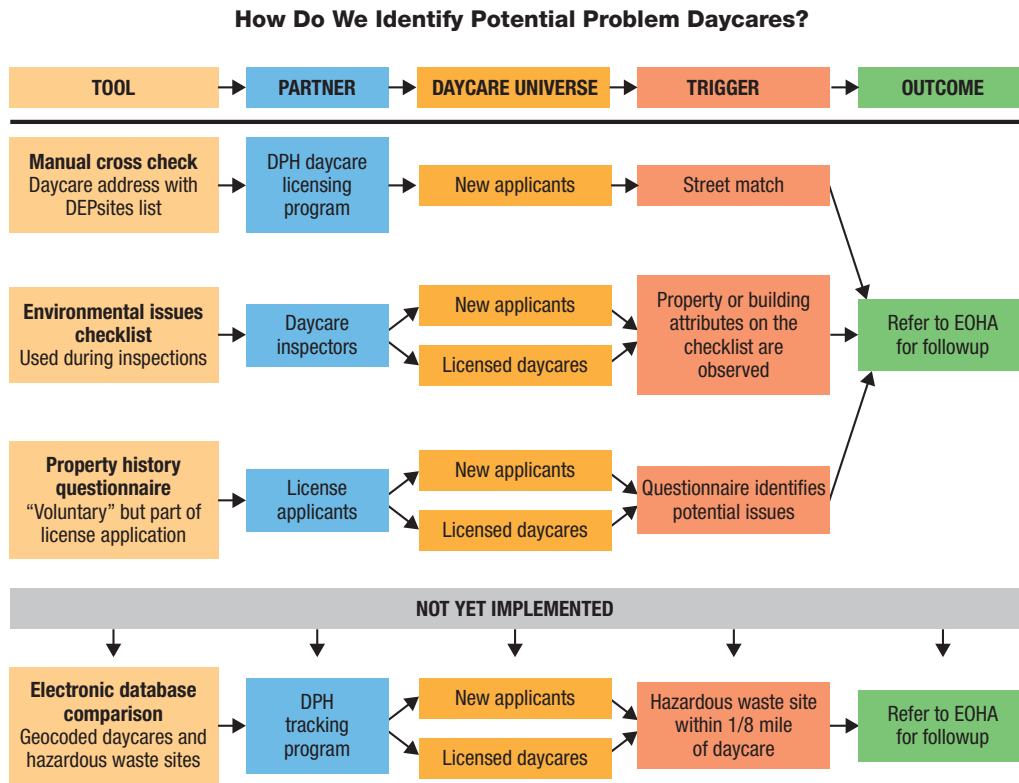 How Do We Identify Potential Problem Daycares?
TOOL
PARTNER
DAYCARE UNIVERSE
TRIGGER
OUTCOME
Manual cross check
Daycare address with
DEPsites list
DPH daycare
licensing
program
New applicants
Street match
Environmental issues
checklist
Used during inspections
Daycare
inspectors
New applicants
Licensed daycares
Property or building
attributes on the
checklist are
observed
Refer to EOHA
for followup
Property history
questionnaire
“Voluntary” but part of
license application
License
applicants
New applicants
Licensed daycares
Questionnaire identifies
potential issues
NOT YET IMPLEMENTED
Electronic database
comparison
Geocoded daycares and
hazardous waste sites
DPH
tracking
program
New applicants
Licensed daycares
Hazardous waste site
within 1/8 mile
of daycare
Refer to EOHA
for followup